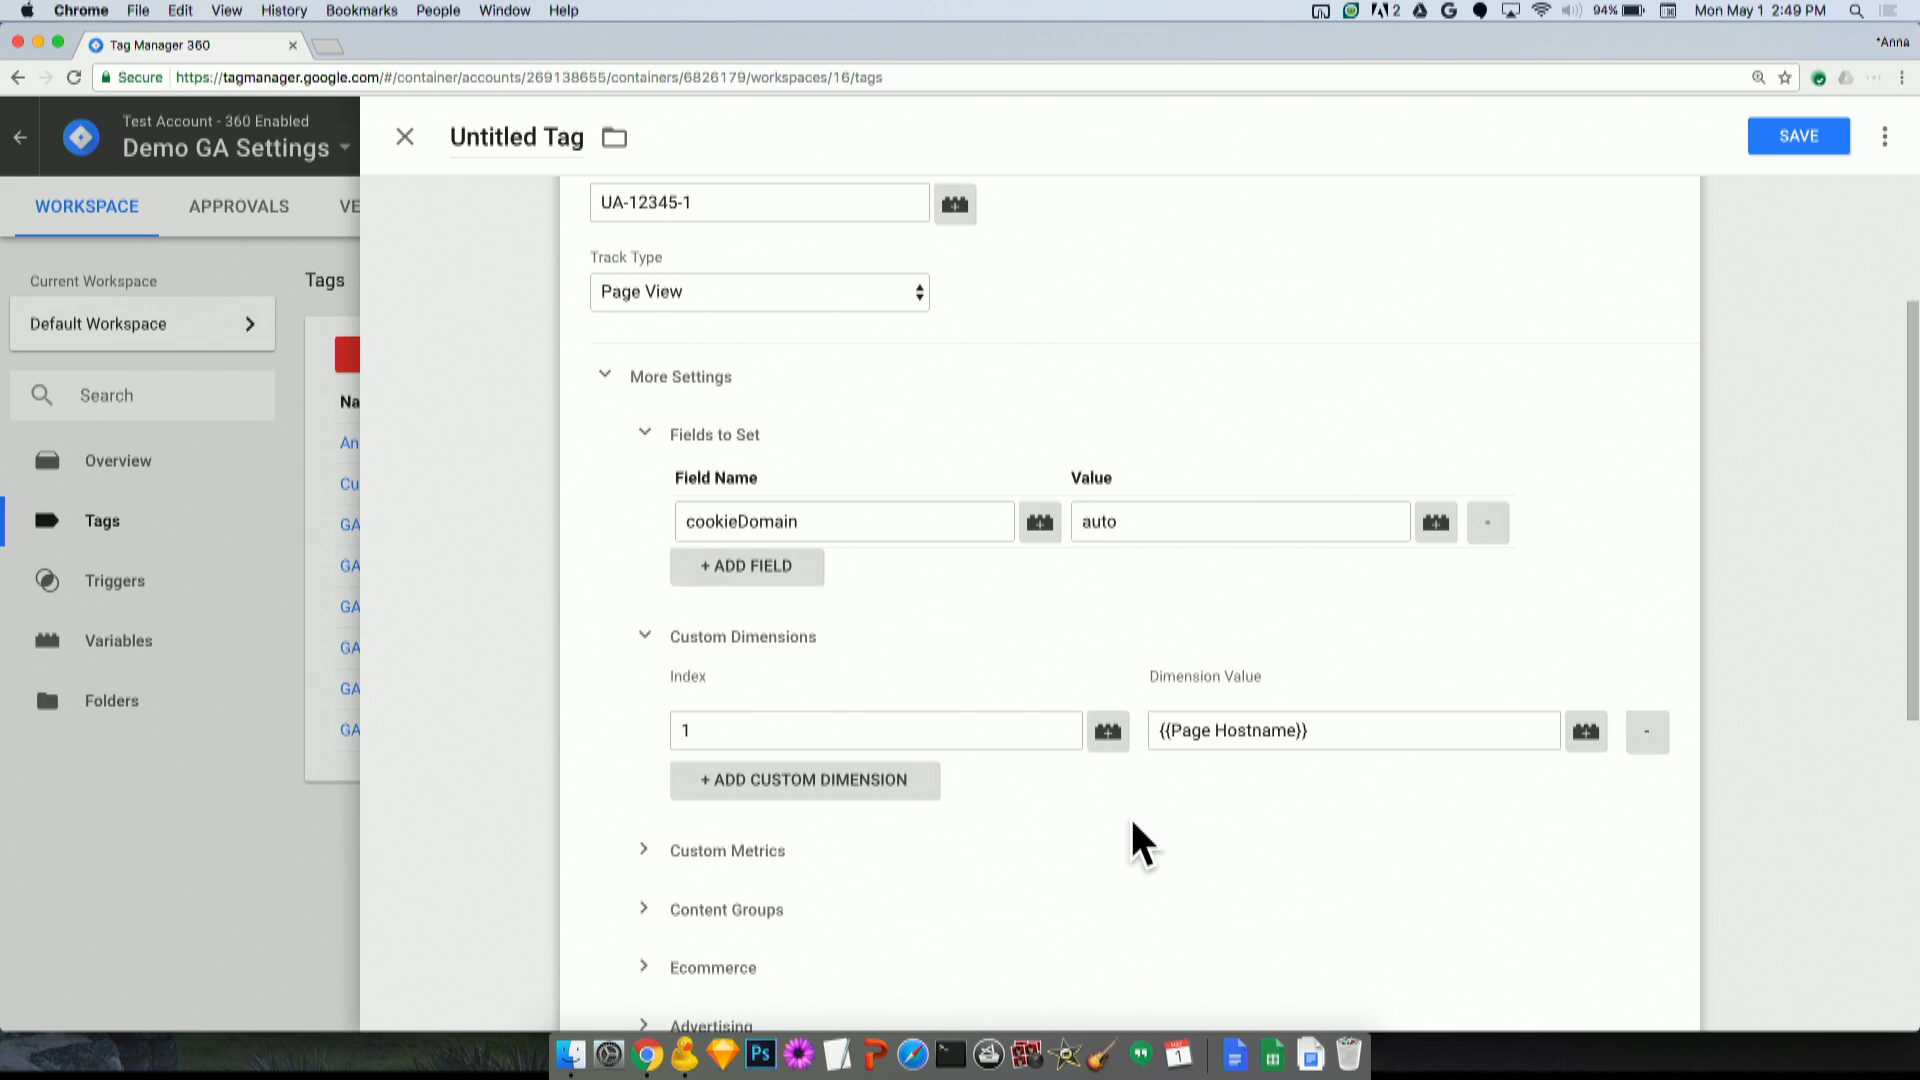 Chrome File Edit View History Bookmarks People Window Help
2 94% Mon May 1 2:49 PM
Tag Manager 360
*Anna
Secure https://tagmanager.google.com/#/container/accounts/269138655/containers/6826179/workspaces/16/tags
Test Account - 360 Enabled
Demo GA Settings
Untitled Tag
SAVE
WORKSPACE APPROVALS VE
Current Workspace
Default Workspace
Search
Overview
Tags
Triggers
Variables
Folders
Tags
Na
An
Cu
GA
GA
GA
GA
GA
GA
UA-12345-1
Track Type
Page View
More Settings
Fields to Set
Field Name Value
cookieDomain auto -
+ ADD FIELD
Custom Dimensions
Index Dimension Value
1 {{Page Hostname}} -
+ ADD CUSTOM DIMENSION
Custom Metrics
Content Groups
Ecommerce
Advertising
Ps
1